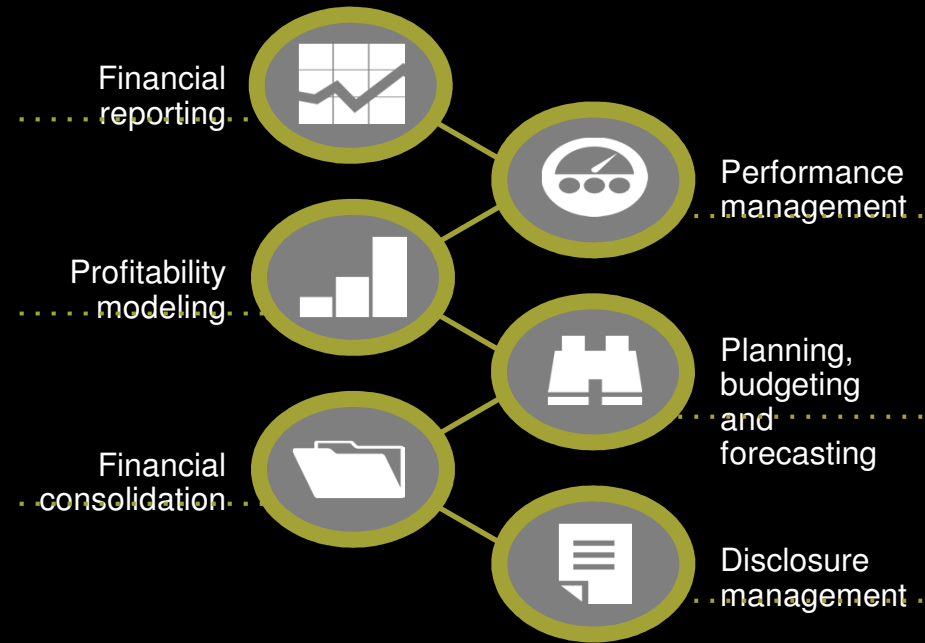 Financial
reporting
Performance
management
Profitability
modeling
Planning,
budgeting
and
forecasting
Financial
consolidation
Disclosure
management